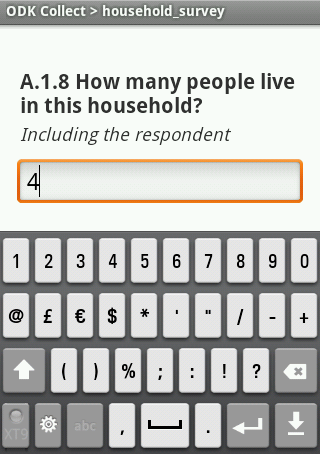 ODK Collect > household_survey
A.1.8 How many people live
in this household?
Including the respondent
4
1 2 3 4 5 6 7 8 9 0
@ £ € $ * ' " / - +
( ) % ; : ! ?
XT9 abc , .